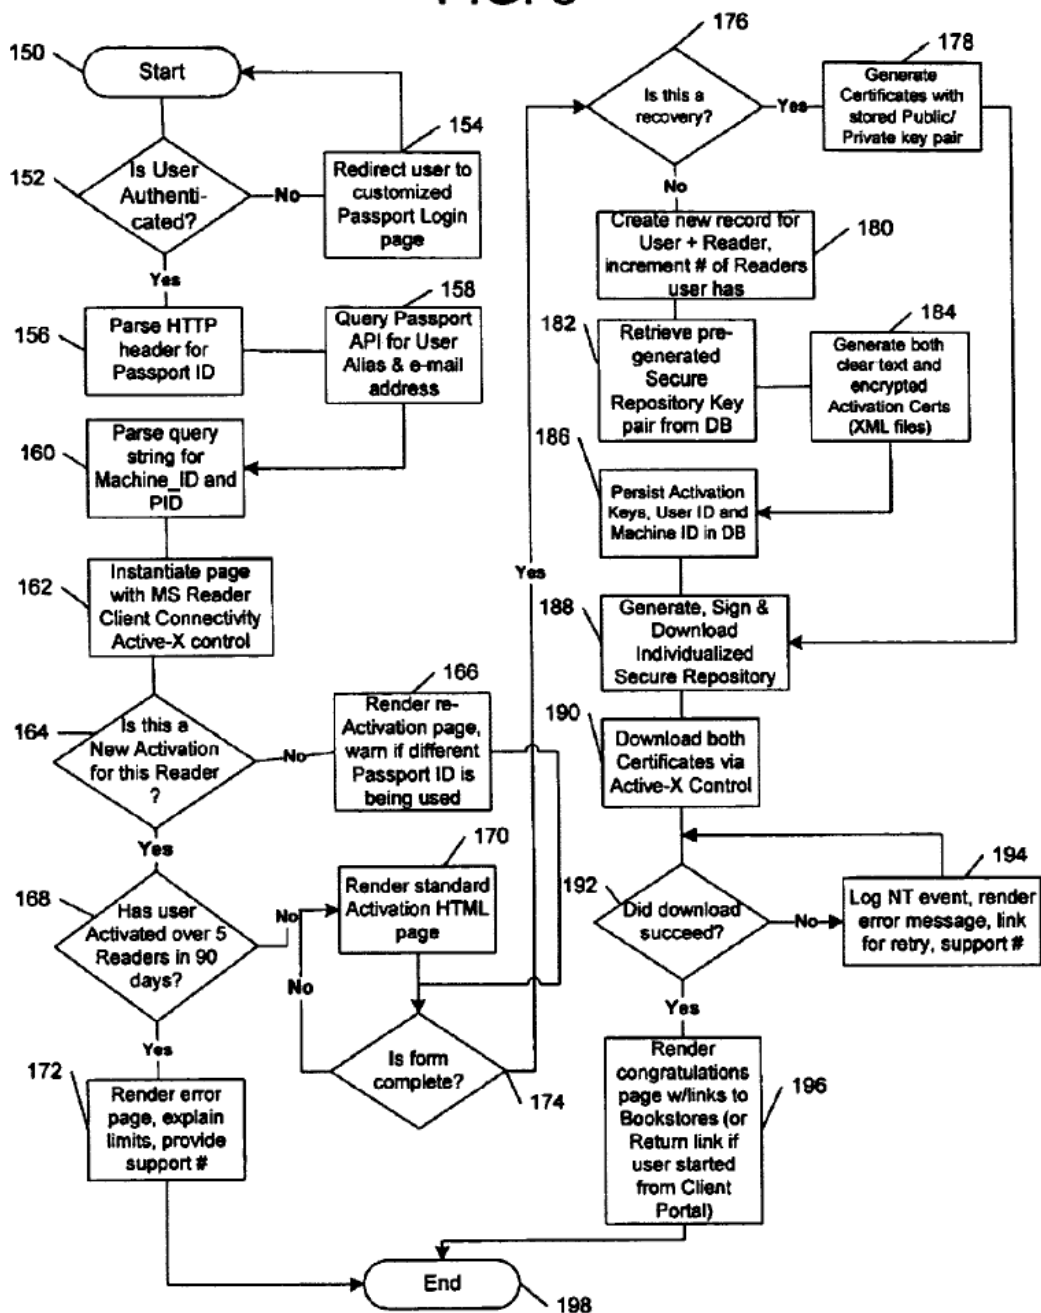 150
Start
152
Is User
Authenti-
cated?
No
154
Redirect user to
customized
Passport Login
page
Yes
156
Parse HTTP
header for
Passport ID
158
Query Passport
API for User
Alias & e-mail
address
160
Parse query
string for
Machine_ID and
PID
162
Instantiate page
with MS Reader
Client Connectivity
Active-X control
164
Is this a
New Activation
for this Reader
?
No
166
Render re-
Activation page,
warn if different
Passport ID is
being used
Yes
168
Has user
Activated over 5
Readers in 90
days?
No
170
Render standard
Activation HTML
page
No
Yes
172
Render error
page, explain
limits, provide
support #
Is form
complete?
174
Yes
176
Is this a
recovery?
Yes
178
Generate
Certificates with
stored Public/
Private key pair
No
180
Create new record for
User + Reader,
increment # of Readers
user has
182
Retrieve pre-
generated
Secure
Repository Key
pair from DB
184
Generate both
clear text and
encrypted
Activation Certs
(XML files)
186
Persist Activation
Keys, User ID and
Machine ID in DB
188
Generate, Sign &
Download
Individualized
Secure Repository
190
Download both
Certificates via
Active-X Control
192
Did download
succeed?
No
194
Log NT event, render
error message, link
for retry, support #
Yes
196
Render
congratulations
page w/links to
Bookstores (or
Return link if
user started
from Client
Portal)
End
198